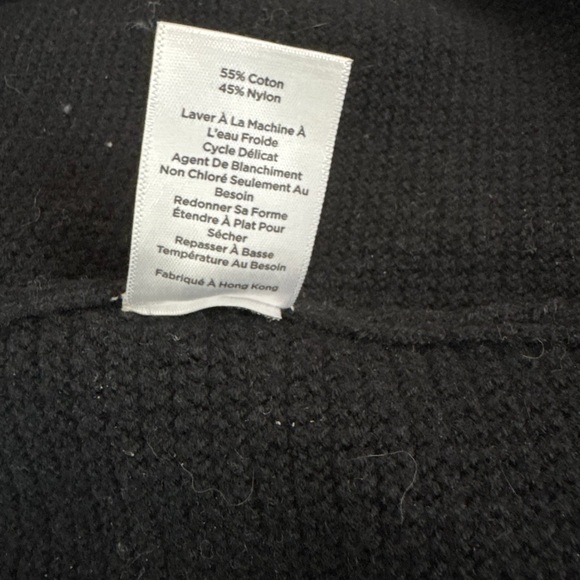 55% Coton
45% Nylon
Laver À La Machine À
L'eau Froide
Cycle Délicat
Agent De Blanchiment
Non Chloré Seulement Au
Besoin
Redonner Sa Forme
Étendre À Plat Pour
Sécher
Repasser À Basse
Température Au Besoin
Fabriqué À Hong Kong